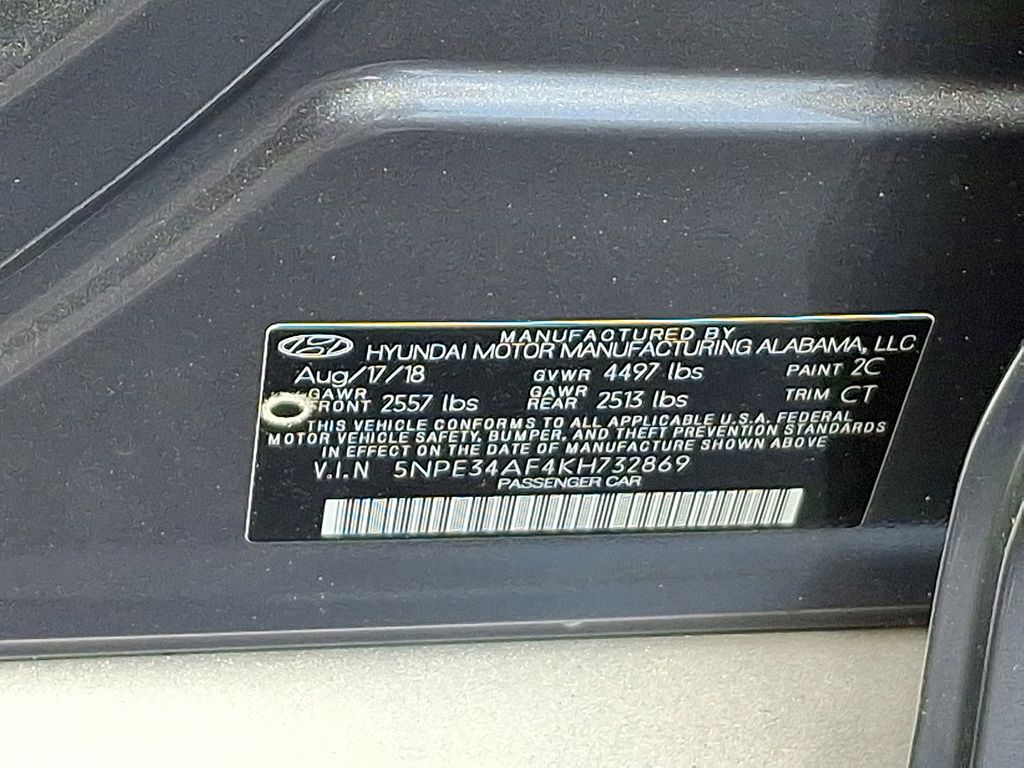 MANUFACTURED BY
HYUNDAI MOTOR MANUFACTURING ALABAMA, LLC
Aug/17/18 GVWR 4497 lbs PAINT 2C
GAWR FRONT 2557 lbs GAWR REAR 2513 lbs TRIM CT
THIS VEHICLE CONFORMS TO ALL APPLICABLE U.S.A. FEDERAL
MOTOR VEHICLE SAFETY, BUMPER, AND THEFT PREVENTION STANDARDS
IN EFFECT ON THE DATE OF MANUFACTURE SHOWN ABOVE
V.I.N 5NPE34AF4KH732869
PASSENGER CAR